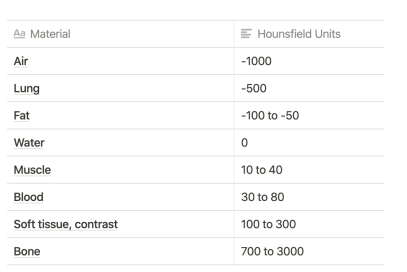 Aa Material Hounsfield Units
Air -1000
Lung -500
Fat -100 to -50
Water 0
Muscle 10 to 40
Blood 30 to 80
Soft tissue, contrast 100 to 300
Bone 700 to 3000